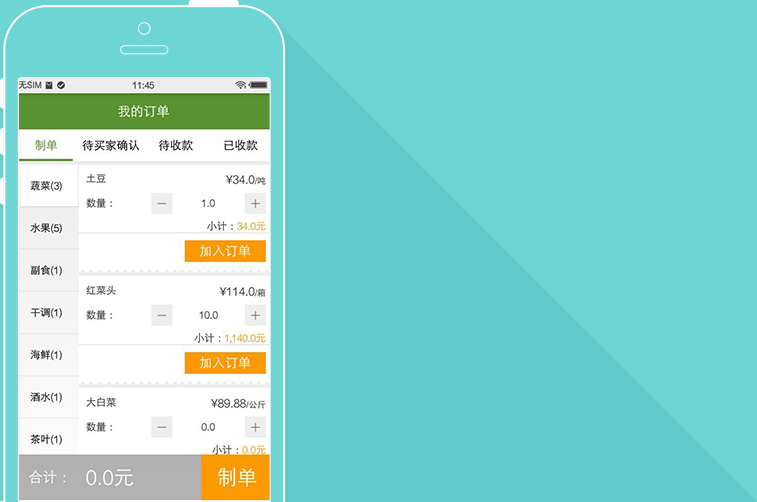 无SIM 11:45
我的订单
制单 待买家确认 待收款 已收款
蔬菜(3)
水果(5)
副食(1)
干调(1)
海鲜(1)
酒水(1)
茶叶(1)
土豆 ¥34.0/吨
数量： － 1.0 ＋
小计：34.0元
加入订单
红菜头 ¥114.0/箱
数量： － 10.0 ＋
小计：1,140.0元
加入订单
大白菜 ¥89.88/公斤
数量： － 0.0 ＋
小计：0.0元
合计： 0.0元 制单